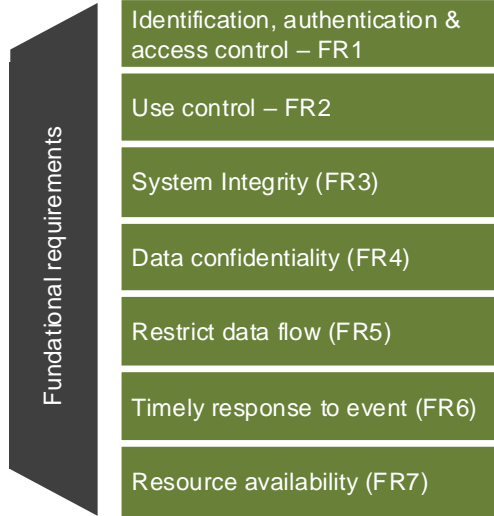 Fundational requirements
Identification, authentication &
access control – FR1
Use control – FR2
System Integrity (FR3)
Data confidentiality (FR4)
Restrict data flow (FR5)
Timely response to event (FR6)
Resource availability (FR7)